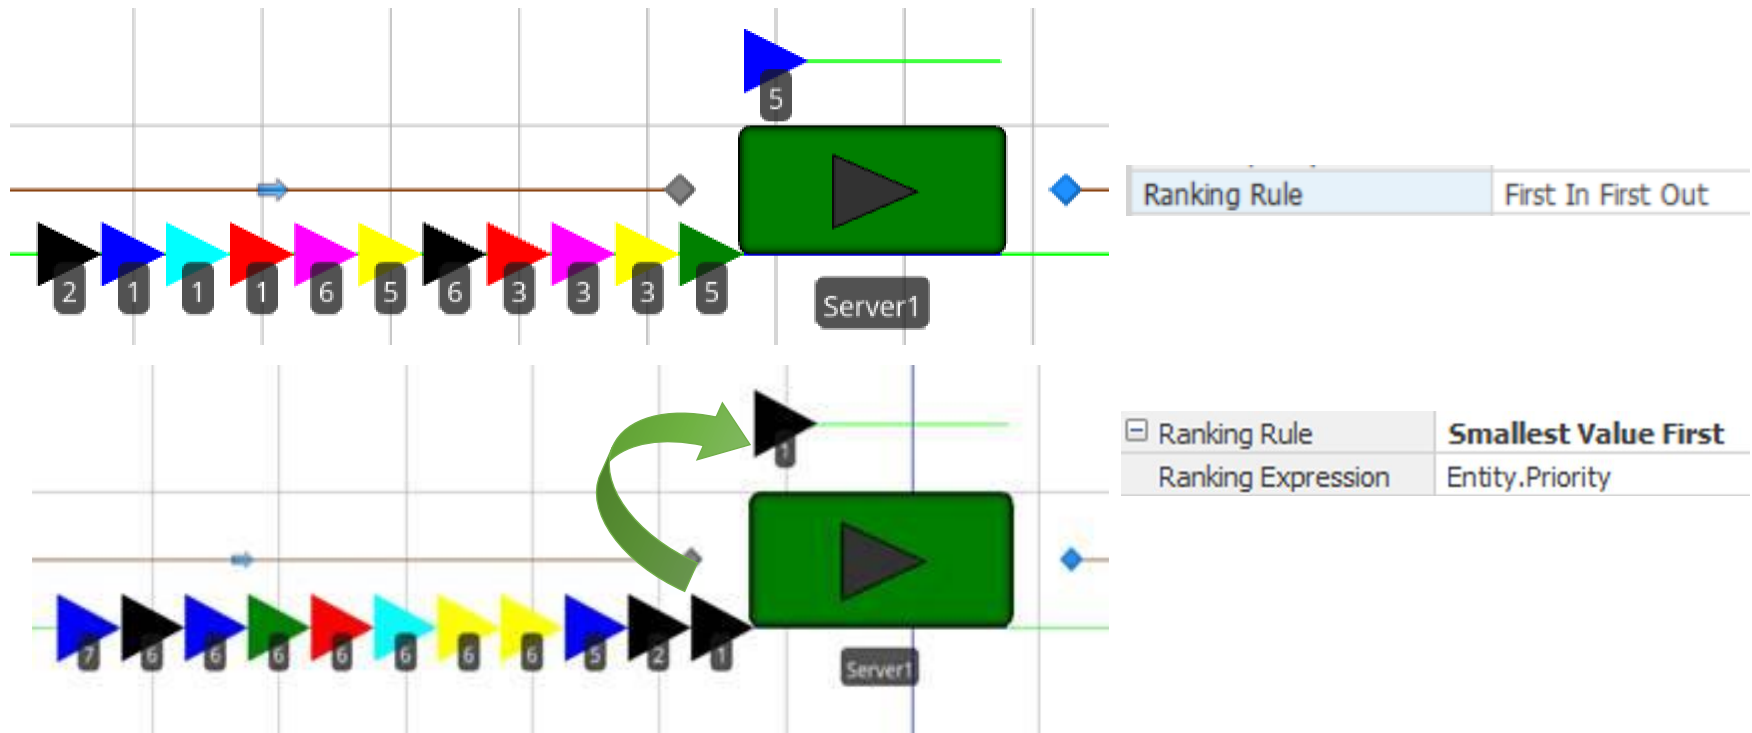 5
Ranking Rule First In First Out
2 1 1 1 6 5 6 3 3 3 5
Server1
Ranking Rule Smallest Value First
Ranking Expression Entity.Priority
7 6 6 6 6 6 6 6 5 2 1
Server1